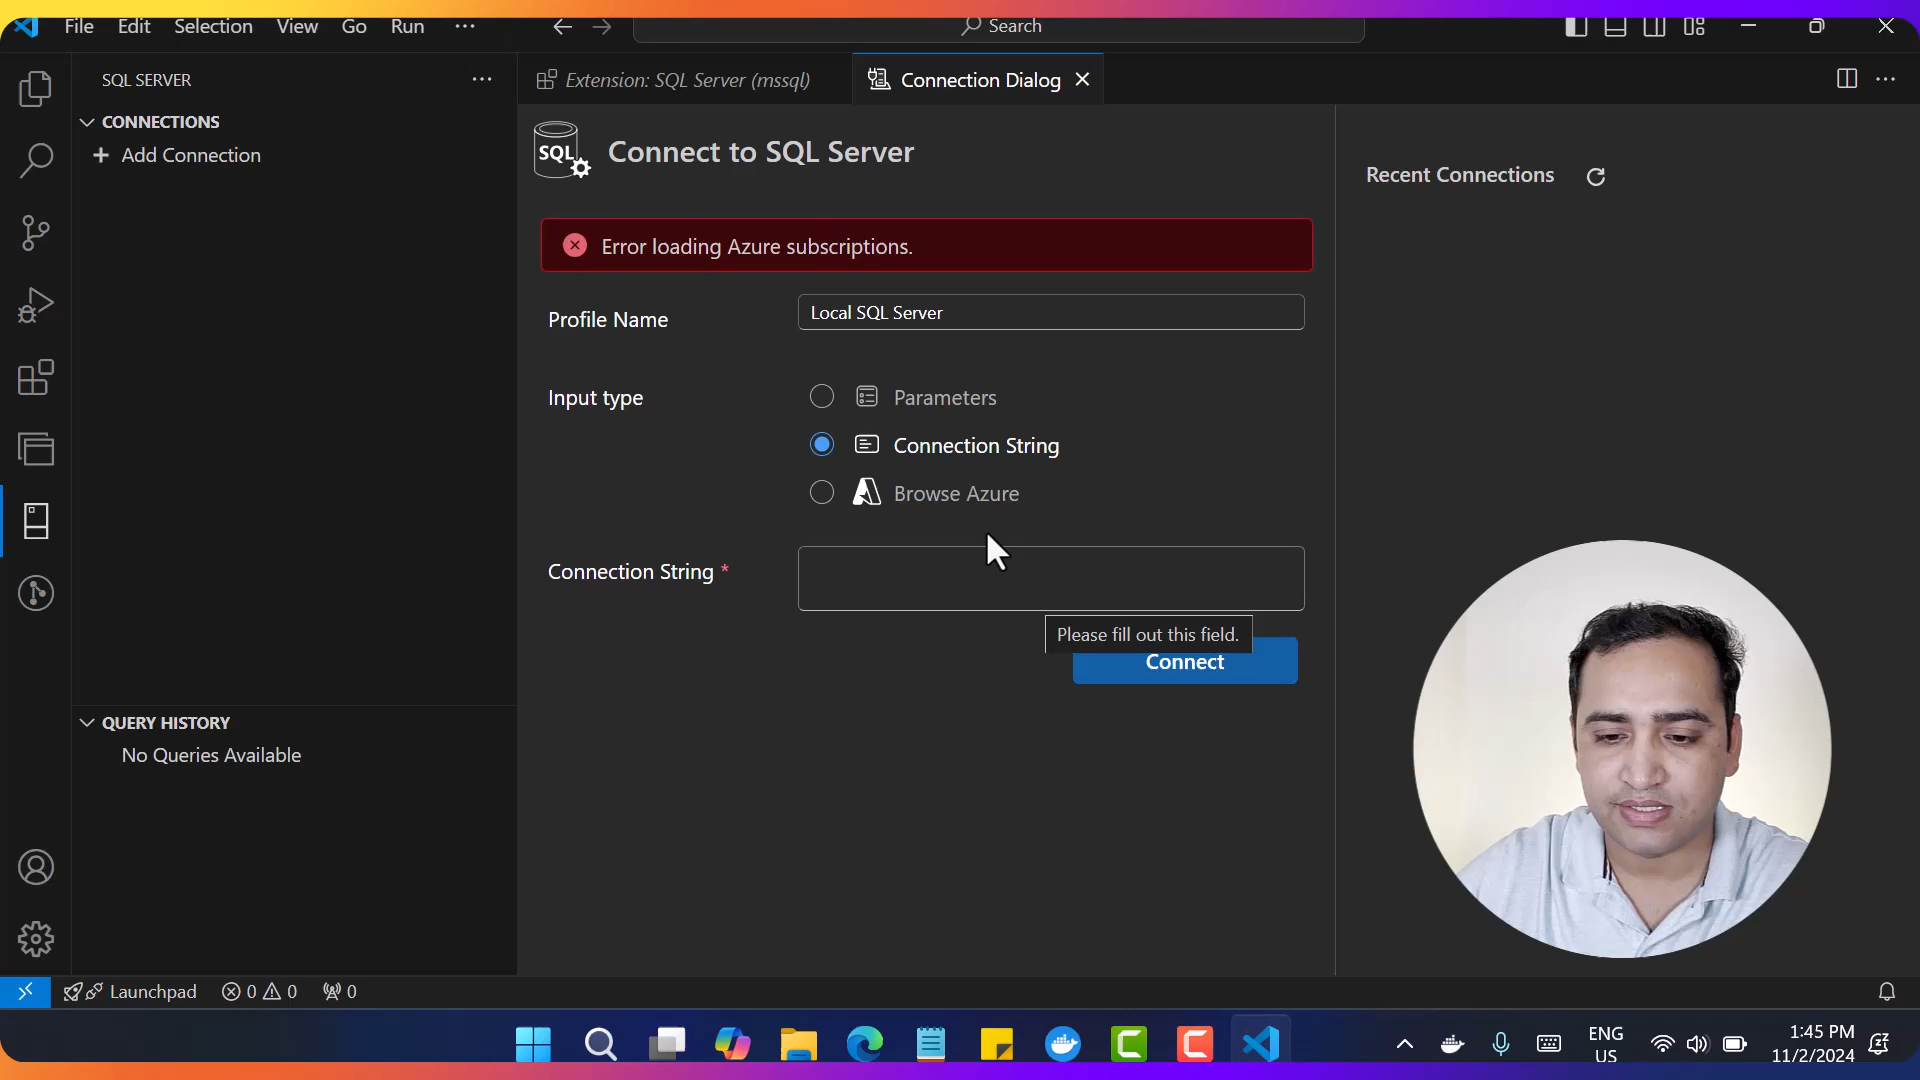 File Edit Selection View Go Run ···
Search
SQL SERVER
Extension: SQL Server (mssql)
Connection Dialog
CONNECTIONS
Add Connection
SQL
Connect to SQL Server
Recent Connections
Error loading Azure subscriptions.
Profile Name
Local SQL Server
Input type
Parameters
Connection String
Browse Azure
Connection String *
Please fill out this field.
Connect
QUERY HISTORY
No Queries Available
Launchpad
0
0
0
ENG
US
1:45 PM
11/2/2024